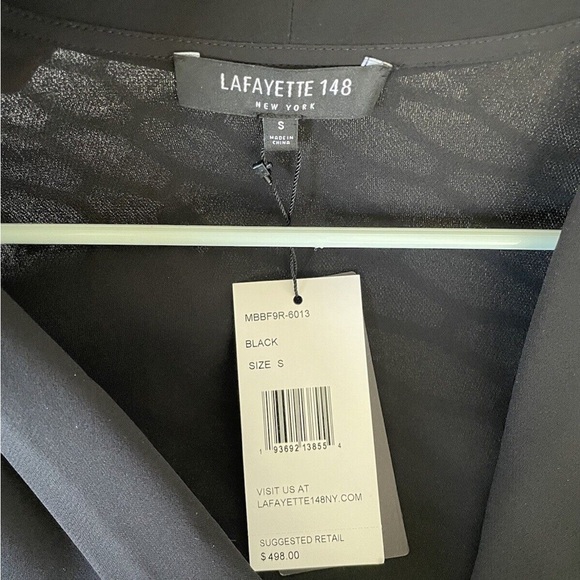 LAFAYETTE 148
NEW YORK
S
MADE IN
CHINA
MBBF9R-6013
BLACK
SIZE S
1 93692 13855 4
VISIT US AT
LAFAYETTE148NY.COM
SUGGESTED RETAIL
$ 498.00